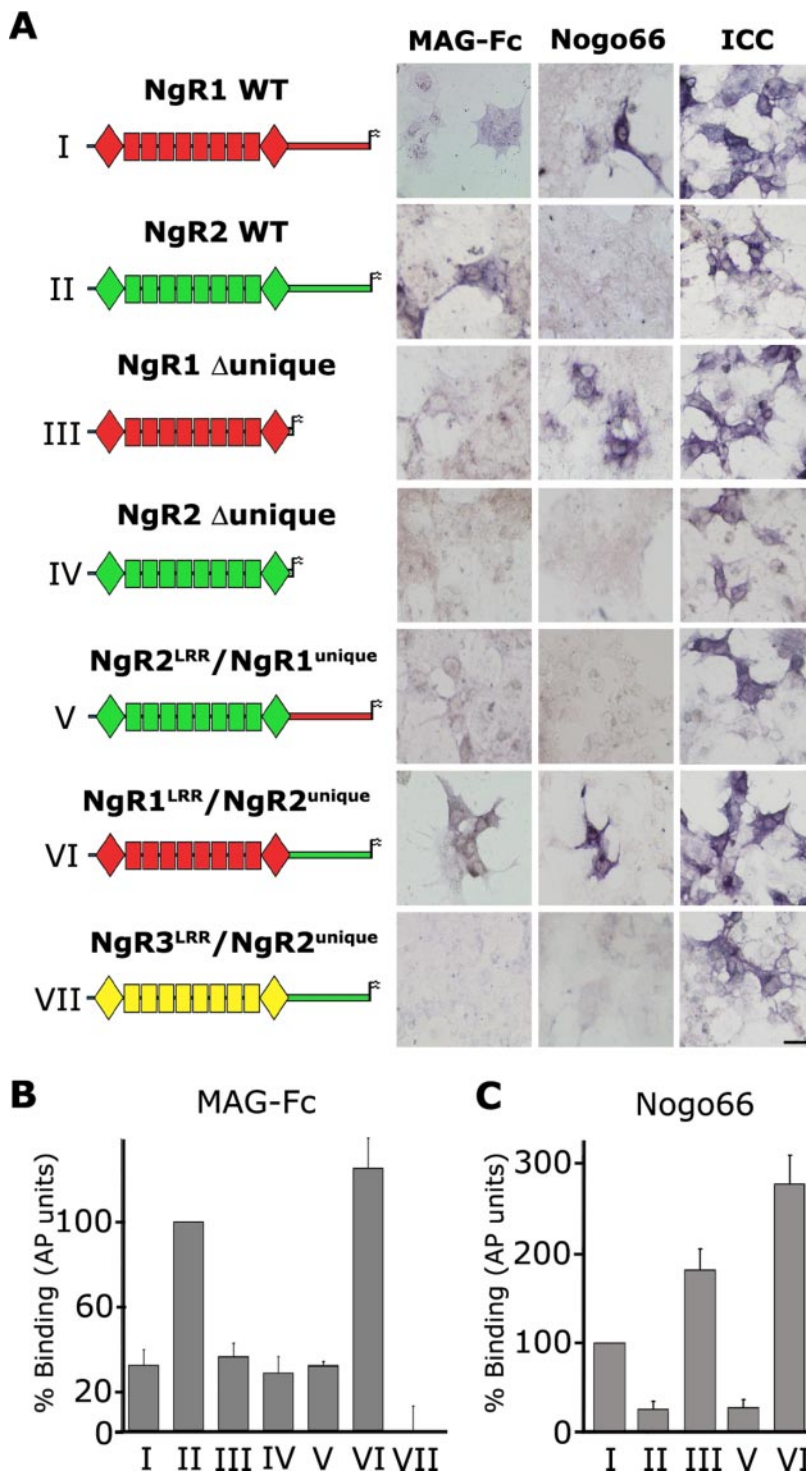 A
MAG-Fc Nogo66 ICC
NgR1 WT
I
NgR2 WT
II
NgR1 Δunique
III
NgR2 Δunique
IV
NgR2LRR/NgR1unique
V
NgR1LRR/NgR2unique
VI
NgR3LRR/NgR2unique
VII
B
MAG-Fc
% Binding (AP units)
100
60
20
0
I II III IV V VI VII
C
Nogo66
% Binding (AP units)
300
200
100
0
I II III V VI